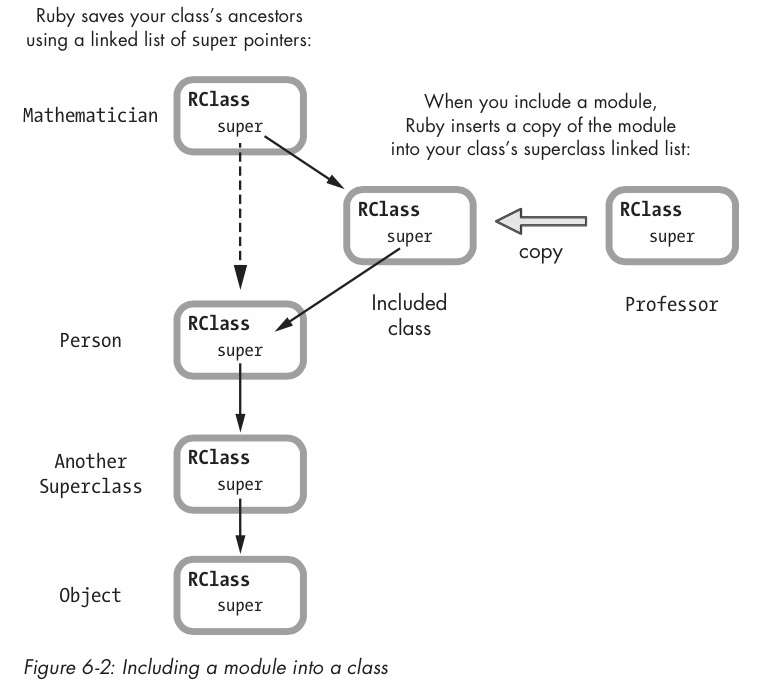 Ruby saves your class’s ancestors
using a linked list of super pointers:
Mathematician
RClass
super
When you include a module,
Ruby inserts a copy of the module
into your class’s superclass linked list:
RClass
super
copy
RClass
super
Included
class
Professor
Person
RClass
super
Another
Superclass
RClass
super
Object
RClass
super
Figure 6-2: Including a module into a class